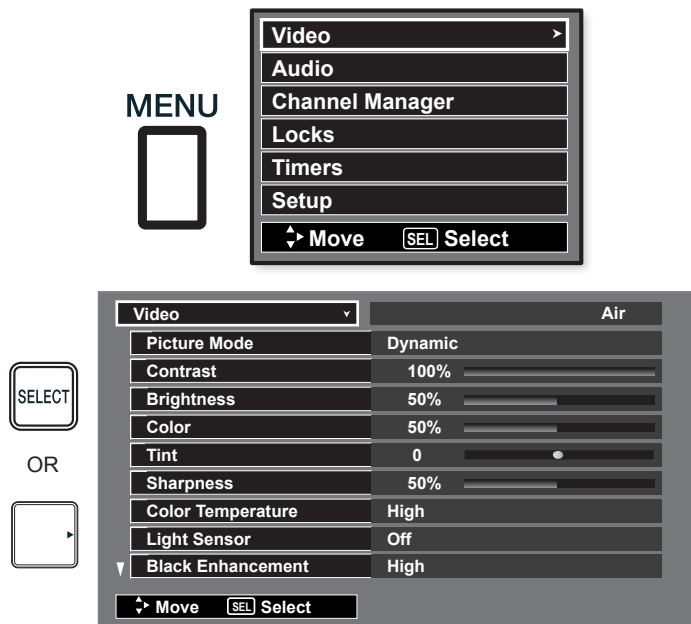 MENU
Video
Audio
Channel Manager
Locks
Timers
Setup
Move SEL Select
SELECT
OR
Video Air
Picture Mode Dynamic
Contrast 100%
Brightness 50%
Color 50%
Tint 0
Sharpness 50%
Color Temperature High
Light Sensor Off
Black Enhancement High
Move SEL Select